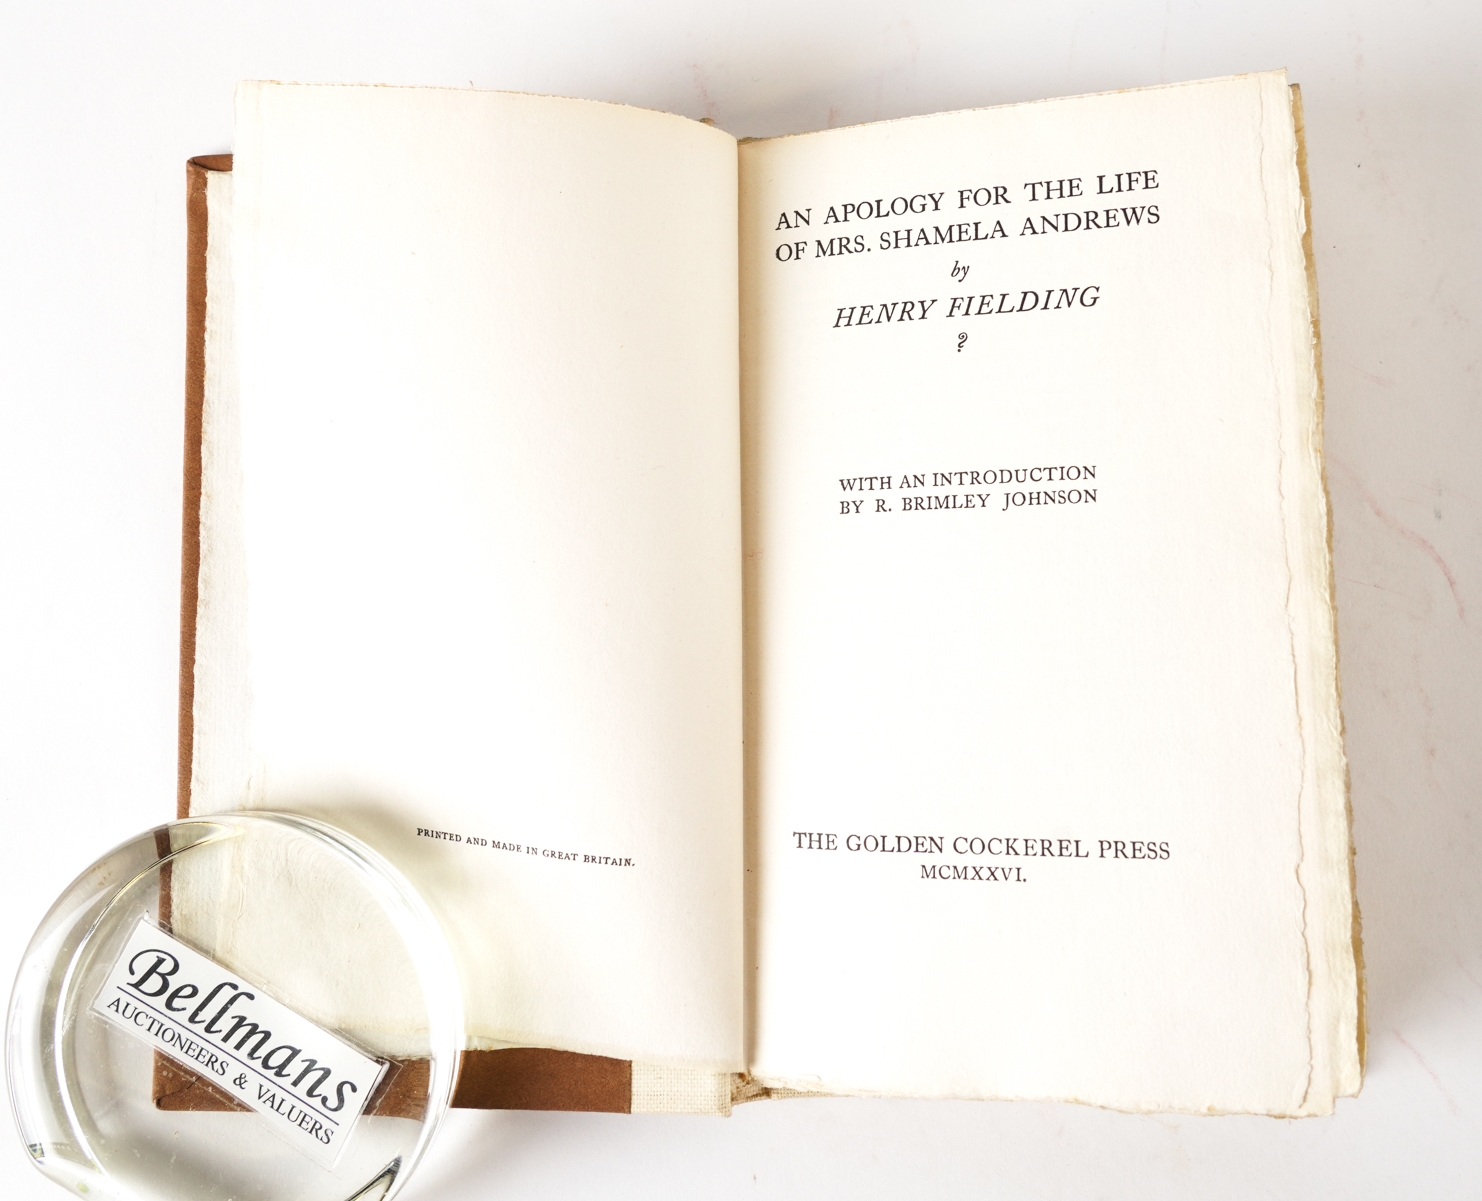 PRINTED AND MADE IN GREAT BRITAIN.
Bellmans
AUCTIONEERS & VALUERS
AN APOLOGY FOR THE LIFE
OF MRS. SHAMELA ANDREWS
by
HENRY FIELDING
?
WITH AN INTRODUCTION
BY R. BRIMLEY JOHNSON
THE GOLDEN COCKEREL PRESS
MCMXXVI.